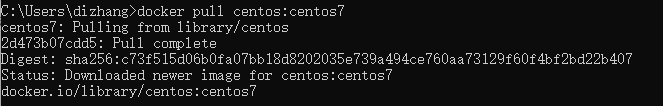 C:\Users\dizhang>docker pull centos:centos7
centos7: Pulling from library/centos
2d473b07cdd5: Pull complete
Digest: sha256:c73f515d06b0fa07bb18d8202035e739a494ce760aa73129f60f4bf2bd22b407
Status: Downloaded newer image for centos:centos7
docker.io/library/centos:centos7